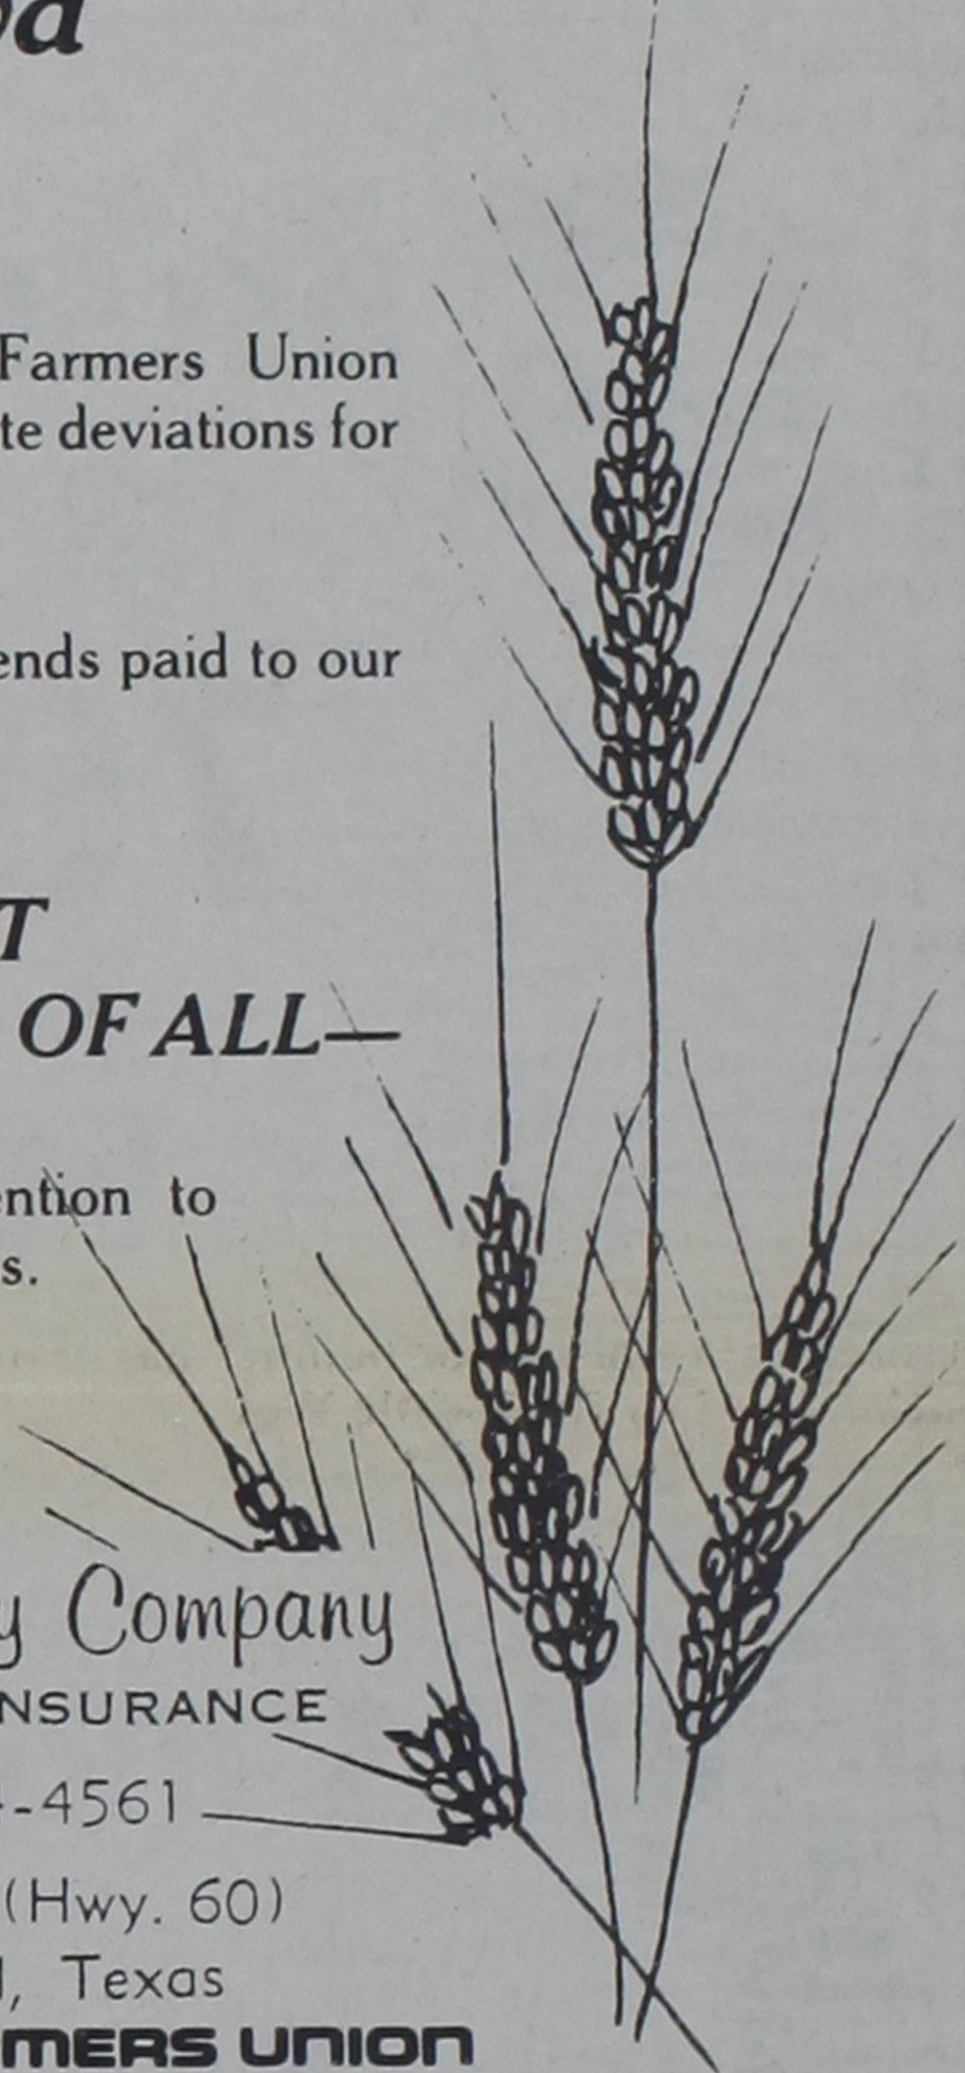 Farmers Union
te deviations for
ends paid to our
T
OF ALL—
ention to
s.
y Company
NSURANCE
-4561
(Hwy. 60)
, Texas
MERS UNION